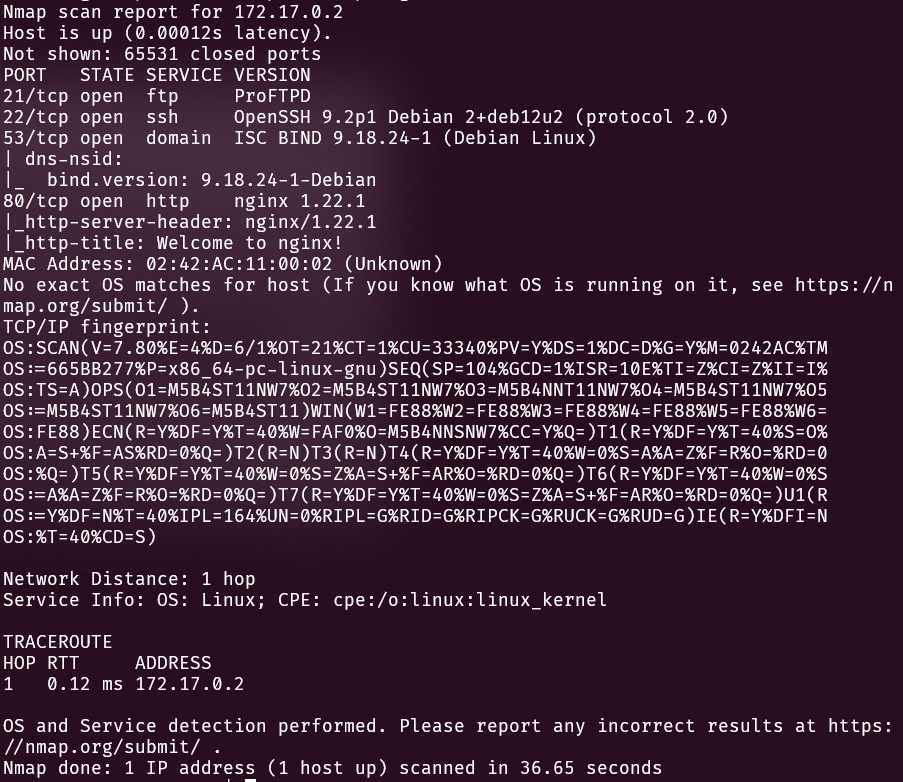 Nmap scan report for 172.17.0.2
Host is up (0.00012s latency).
Not shown: 65531 closed ports
PORT   STATE SERVICE VERSION
21/tcp open  ftp     ProFTPD
22/tcp open  ssh     OpenSSH 9.2p1 Debian 2+deb12u2 (protocol 2.0)
53/tcp open  domain  ISC BIND 9.18.24-1 (Debian Linux)
| dns-nsid:
|_  bind.version: 9.18.24-1-Debian
80/tcp open  http    nginx 1.22.1
|_http-server-header: nginx/1.22.1
|_http-title: Welcome to nginx!
MAC Address: 02:42:AC:11:00:02 (Unknown)
No exact OS matches for host (If you know what OS is running on it, see https://n
map.org/submit/ ).
TCP/IP fingerprint:
OS:SCAN(V=7.80%E=4%D=6/1%OT=21%CT=1%CU=33340%PV=Y%DS=1%DC=D%G=Y%M=0242AC%TM
OS:=665BB277%P=x86_64-pc-linux-gnu)SEQ(SP=104%GCD=1%ISR=10E%TI=Z%CI=Z%II=I%
OS:TS=A)OPS(O1=M5B4ST11NW7%O2=M5B4ST11NW7%O3=M5B4NNT11NW7%O4=M5B4ST11NW7%O5
OS:=M5B4ST11NW7%O6=M5B4ST11)WIN(W1=FE88%W2=FE88%W3=FE88%W4=FE88%W5=FE88%W6=
OS:FE88)ECN(R=Y%DF=Y%T=40%W=FAF0%O=M5B4NNSNW7%CC=Y%Q=)T1(R=Y%DF=Y%T=40%S=O%
OS:A=S+%F=AS%RD=0%Q=)T2(R=N)T3(R=N)T4(R=Y%DF=Y%T=40%W=0%S=A%A=Z%F=R%O=%RD=0
OS:%Q=)T5(R=Y%DF=Y%T=40%W=0%S=Z%A=S+%F=AR%O=%RD=0%Q=)T6(R=Y%DF=Y%T=40%W=0%S
OS:=A%A=Z%F=R%O=%RD=0%Q=)T7(R=Y%DF=Y%T=40%W=0%S=Z%A=S+%F=AR%O=%RD=0%Q=)U1(R
OS:=Y%DF=N%T=40%IPL=164%UN=0%RIPL=G%RID=G%RIPCK=G%RUCK=G%RUD=G)IE(R=Y%DFI=N
OS:%T=40%CD=S)
Network Distance: 1 hop
Service Info: OS: Linux; CPE: cpe:/o:linux:linux_kernel
TRACEROUTE
HOP RTT     ADDRESS
1   0.12 ms 172.17.0.2
OS and Service detection performed. Please report any incorrect results at https:
//nmap.org/submit/ .
Nmap done: 1 IP address (1 host up) scanned in 36.65 seconds